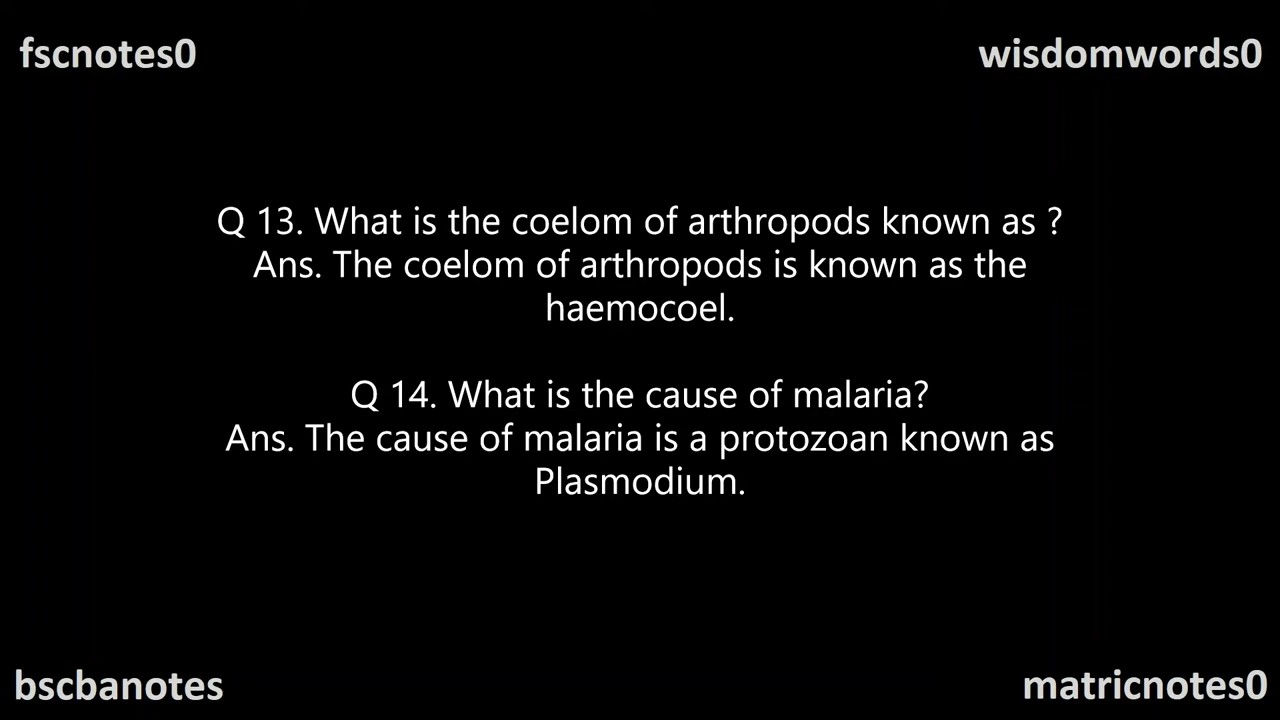 fscnotes0
wisdomwords0
Q 13. What is the coelom of arthropods known as ?
Ans. The coelom of arthropods is known as the
haemocoel.
Q 14. What is the cause of malaria?
Ans. The cause of malaria is a protozoan known as
Plasmodium.
bscbanotes
matricnotes0